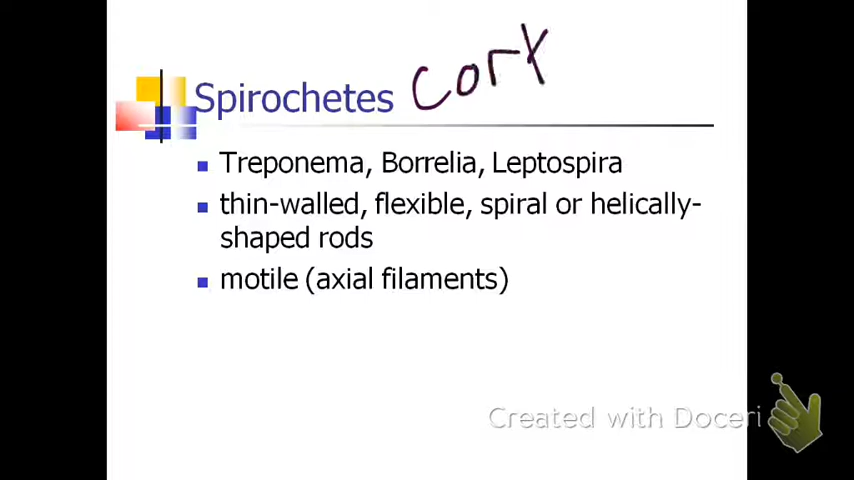 Spirochetes cork
Treponema, Borrelia, Leptospira
thin-walled, flexible, spiral or helically-
shaped rods
motile (axial filaments)
Created with Doceri